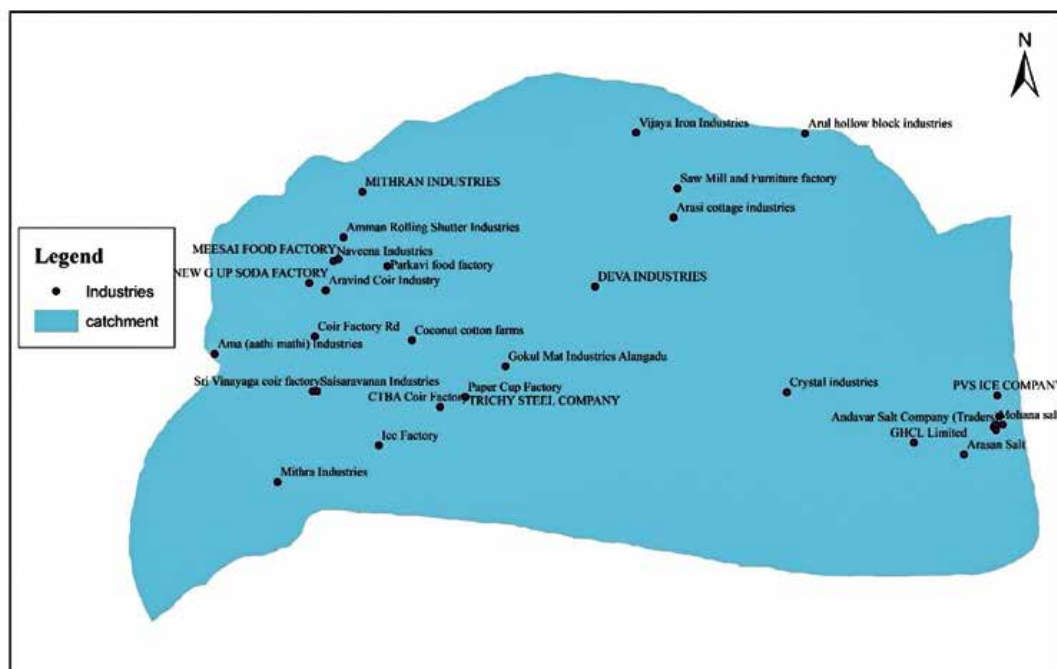 N
Vijaya Iron Industries
Arul hollow block industries
MITHRAN INDUSTRIES
Saw Mill and Furniture factory
Arasi cottage industries
Amman Rolling Shutter Industries
MEESAI FOOD FACTORY
Naveena Industries
Parkavi food factory
NEW G UP SODA FACTORY
Aravind Coir Industry
DEVA INDUSTRIES
Legend
Industries
catchment
Coir Factory Rd
Coconut cotton farms
Ama (aathi mathi) Industries
Gokul Mat Industries Alangadu
Sri Vinayaga coir factory
Saisaravanan Industries
Crystal industries
PVS ICE COMPANY
Paper Cup Factory
CTBA Coir Factory
TRICHY STEEL COMPANY
Andavar Salt Company (Traders)
Mohana salt
GHCL Limited
Arasan Salt
Ice Factory
Mithra Industries